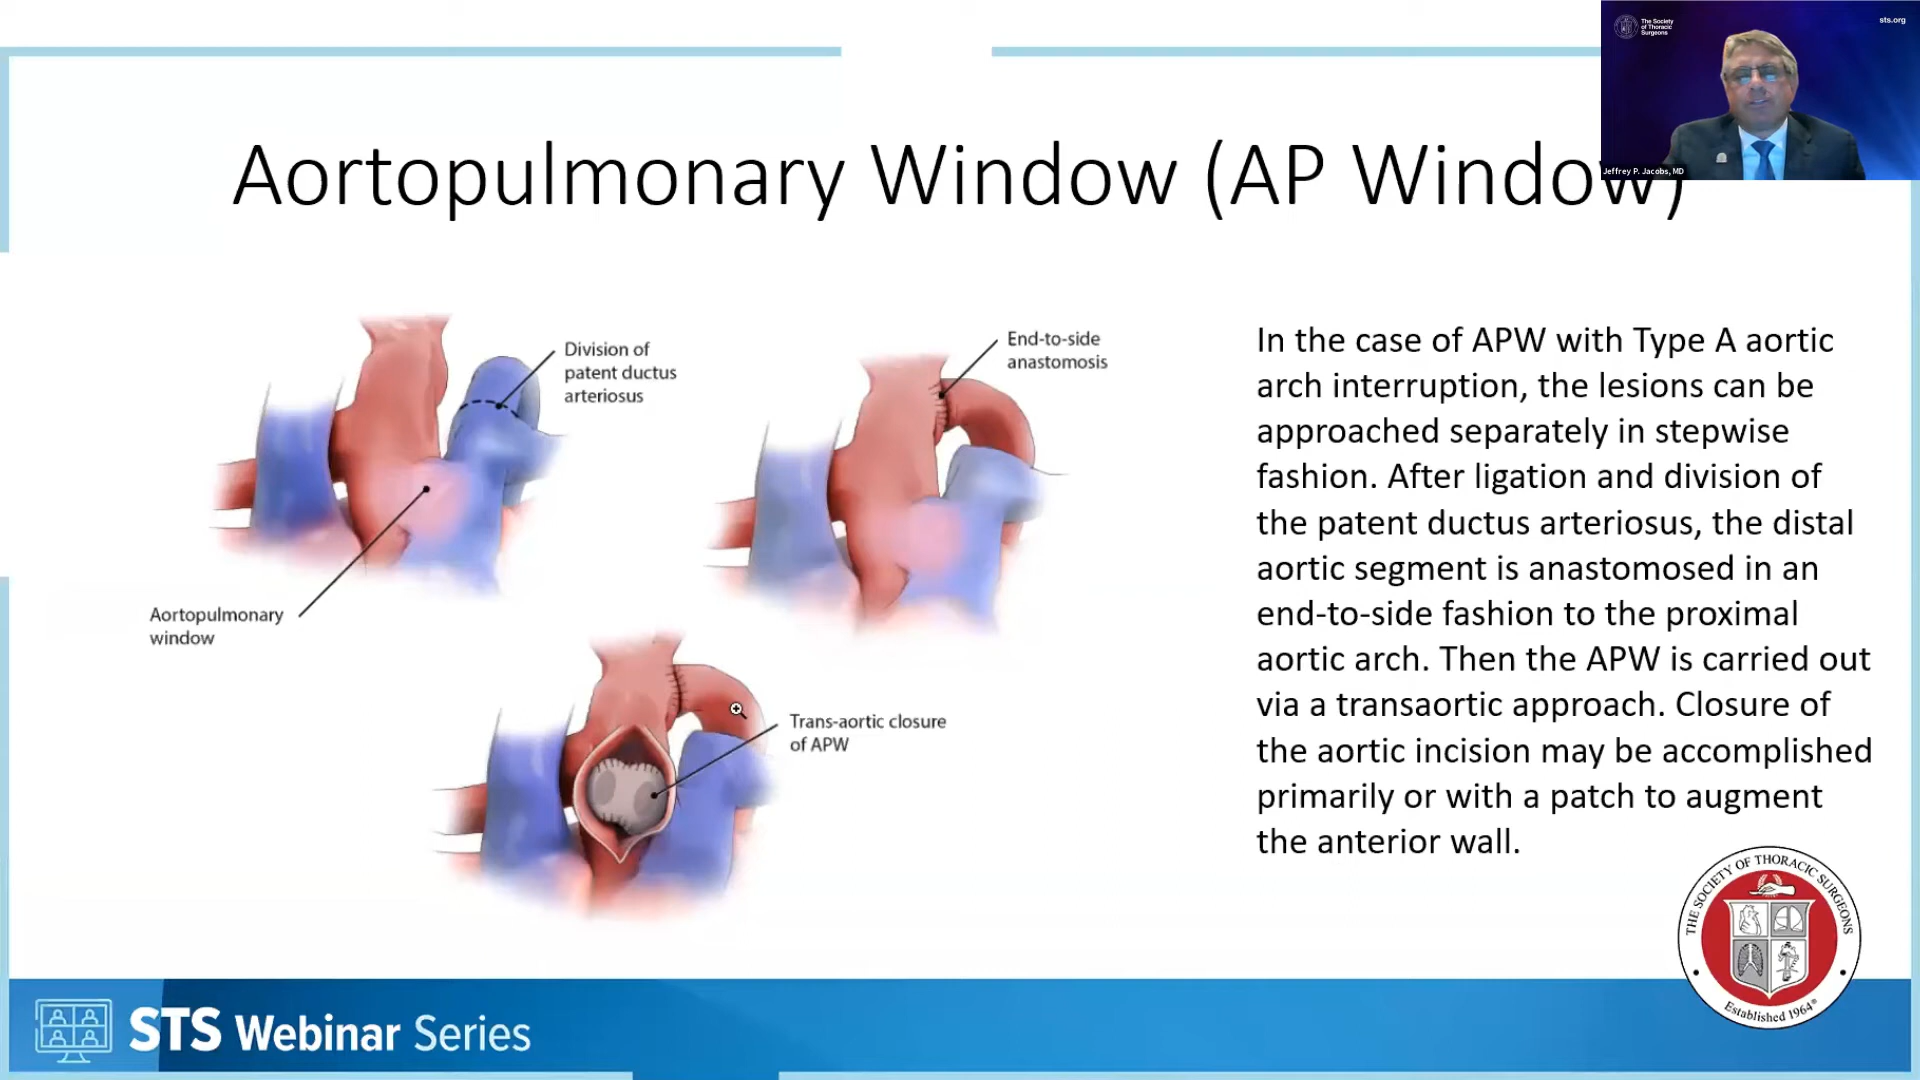 The Society
of Thoracic
Surgeons
sts.org
Jeffrey P. Jacobs, MD
Aortopulmonary Window (AP Window)
Division of
patent ductus
arteriosus
End-to-side
anastomosis
Aortopulmonary
window
Trans-aortic closure
of APW
In the case of APW with Type A aortic
arch interruption, the lesions can be
approached separately in stepwise
fashion. After ligation and division of
the patent ductus arteriosus, the distal
aortic segment is anastomosed in an
end-to-side fashion to the proximal
aortic arch. Then the APW is carried out
via a transaortic approach. Closure of
the aortic incision may be accomplished
primarily or with a patch to augment
the anterior wall.
THE SOCIETY OF THORACIC SURGEONS
Established 1964®
STS Webinar Series